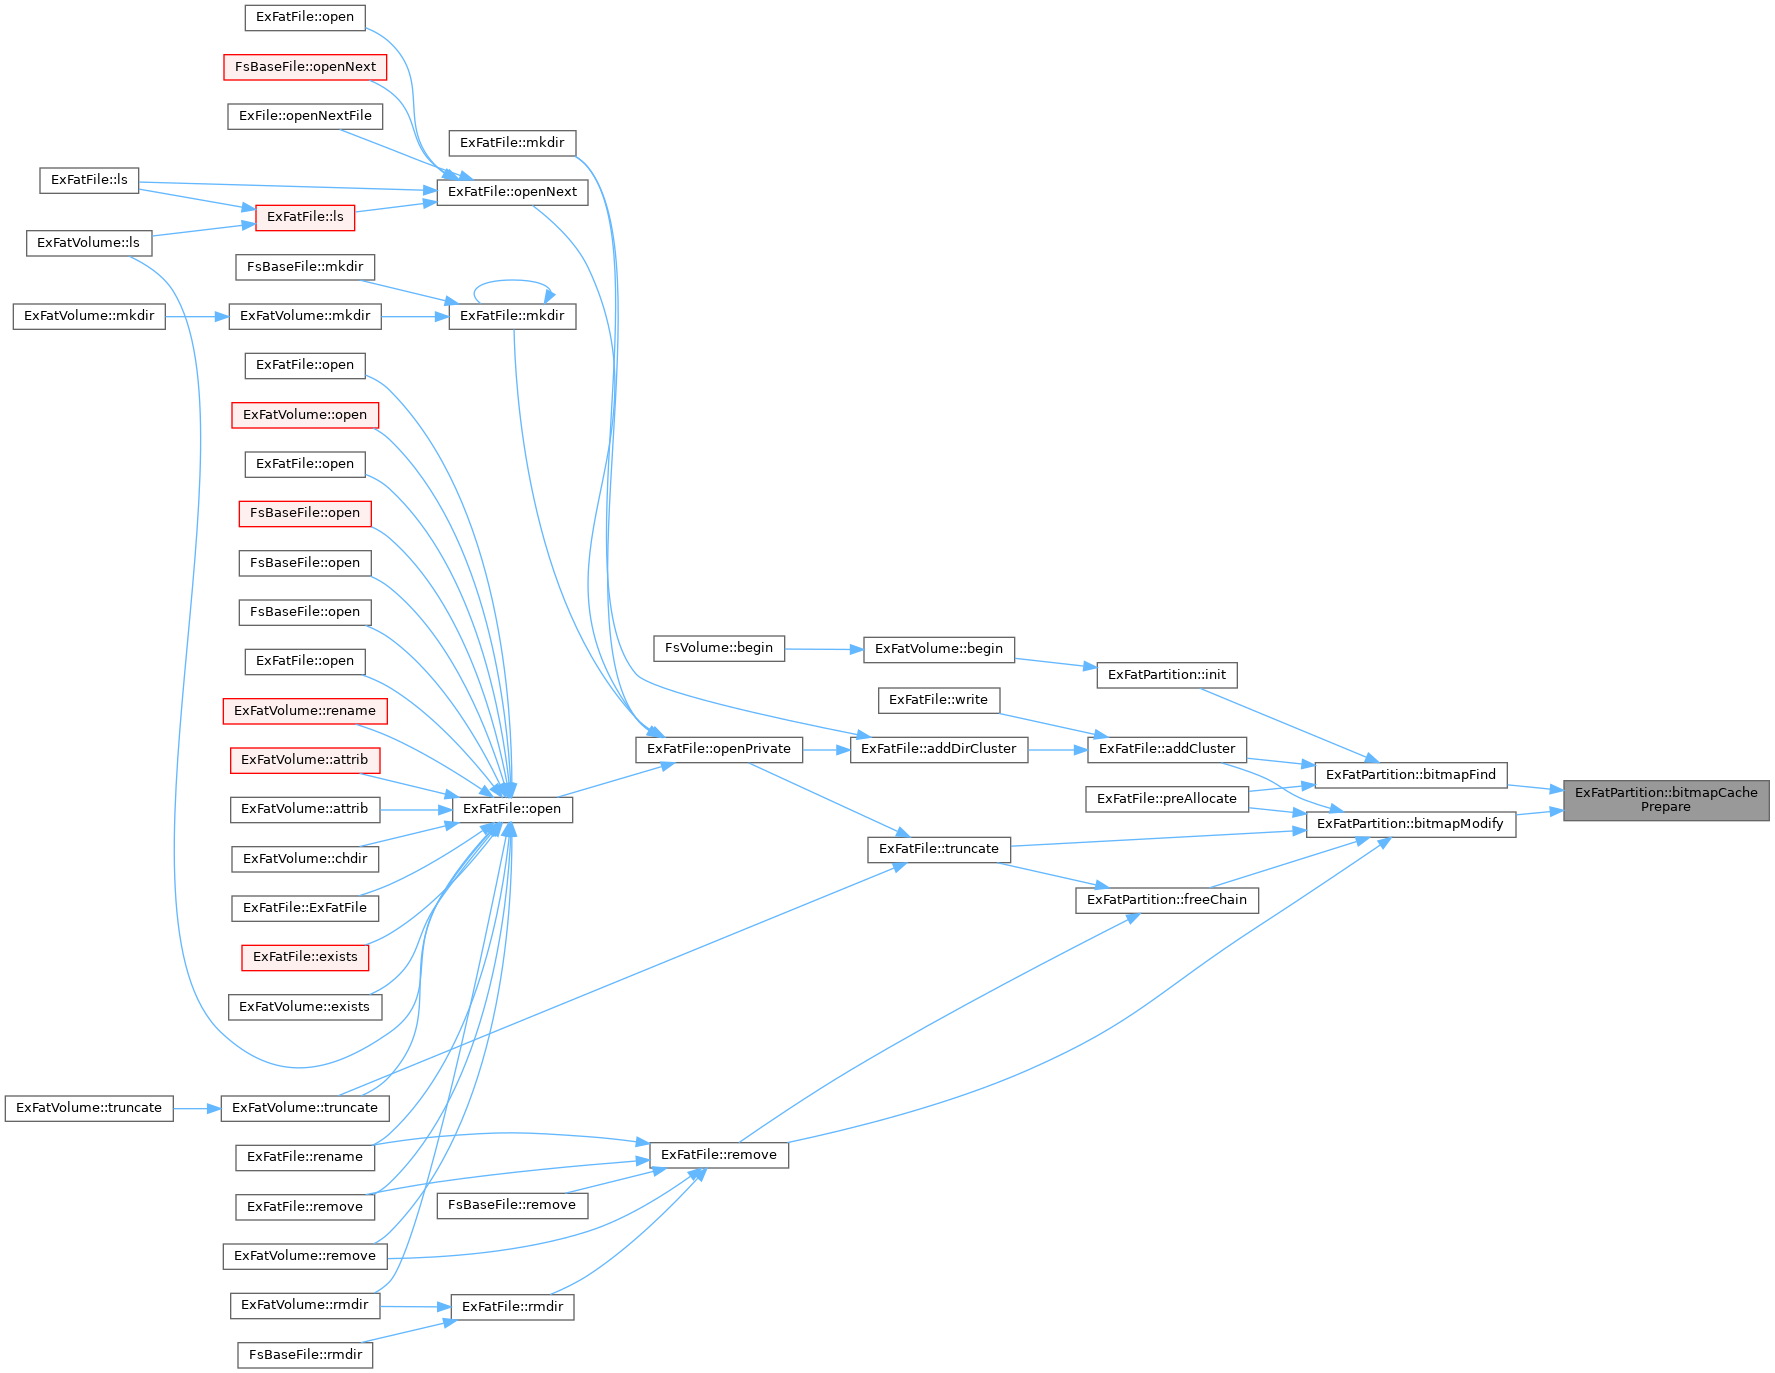 ExFatFile::open
FsBaseFile::openNext
ExFile::openNextFile
ExFatFile::mkdir
ExFatFile::ls
ExFatFile::openNext
ExFatFile::ls
ExFatVolume::ls
FsBaseFile::mkdir
ExFatVolume::mkdir
ExFatVolume::mkdir
ExFatFile::mkdir
ExFatFile::open
ExFatVolume::open
ExFatFile::open
FsBaseFile::open
FsBaseFile::open
FsBaseFile::open
ExFatFile::open
FsVolume::begin
ExFatVolume::begin
ExFatPartition::init
ExFatVolume::rename
ExFatFile::write
ExFatVolume::attrib
ExFatFile::openPrivate
ExFatFile::addDirCluster
ExFatFile::addCluster
ExFatPartition::bitmapFind
ExFatPartition::bitmapCache
Prepare
ExFatVolume::attrib
ExFatFile::open
ExFatFile::preAllocate
ExFatPartition::bitmapModify
ExFatVolume::chdir
ExFatFile::truncate
ExFatFile::ExFatFile
ExFatPartition::freeChain
ExFatFile::exists
ExFatVolume::exists
ExFatVolume::truncate
ExFatVolume::truncate
ExFatFile::rename
ExFatFile::remove
ExFatFile::remove
FsBaseFile::remove
ExFatVolume::remove
ExFatVolume::rmdir
ExFatFile::rmdir
FsBaseFile::rmdir